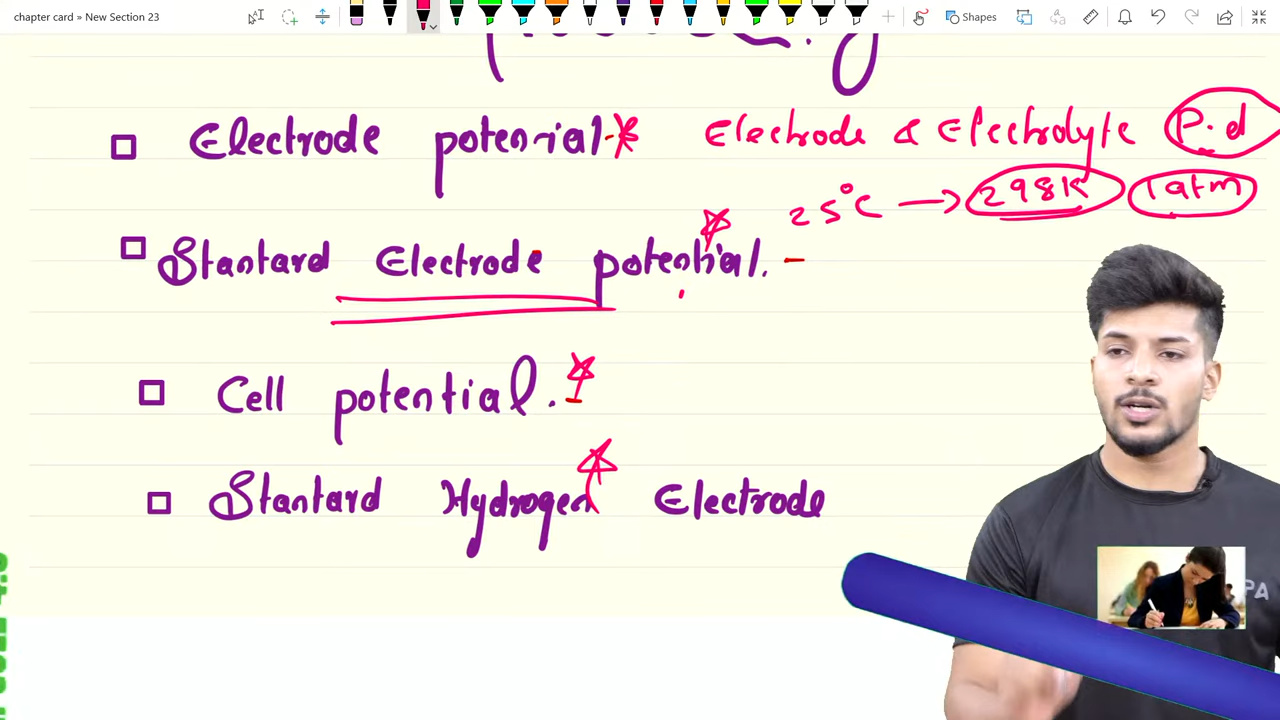 chapter card » New Section 23
Shapes
Electrode potential
Electrode & Electrolyte P.d
25°C → 298K 1atm
Stantard Electrode potential. -
Cell potential.
Stantard Hydrogen Electrode
PA